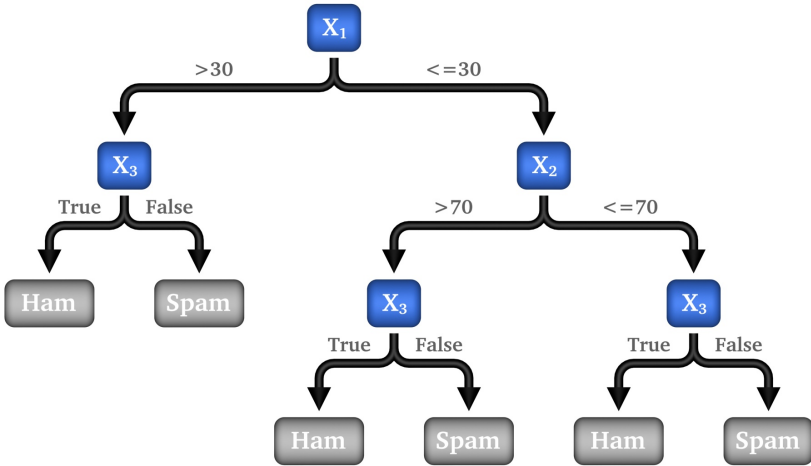 X₁
>30 <=30
X₃ X₂
True False >70 <=70
Ham Spam X₃ X₃
True False True False
Ham Spam Ham Spam